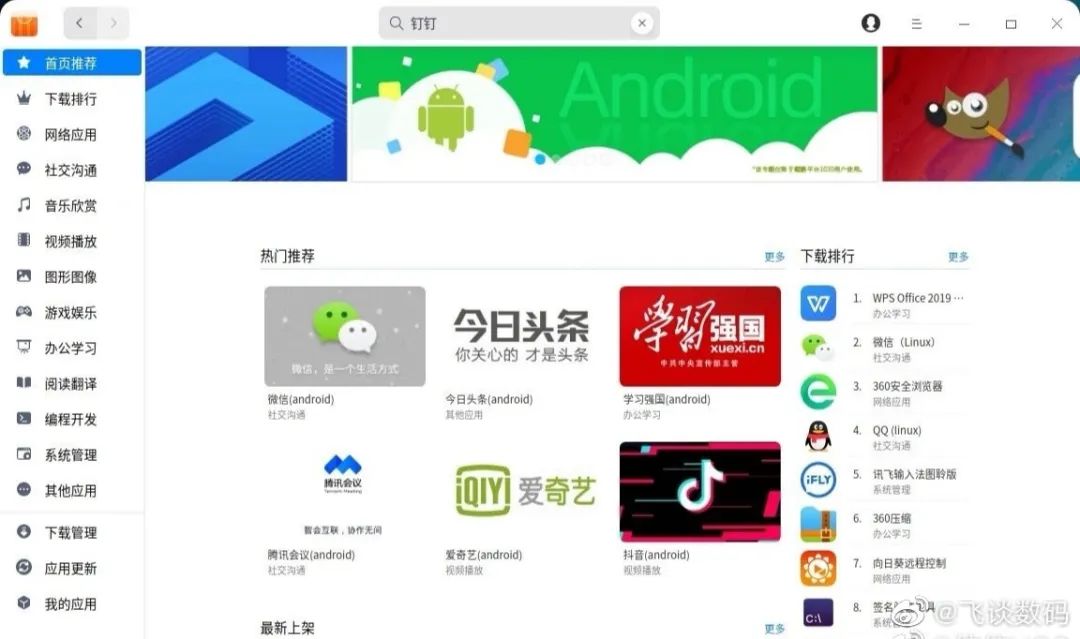 钉钉
首页推荐
下载排行
网络应用
社交沟通
音乐欣赏
视频播放
图形图像
游戏娱乐
办公学习
阅读翻译
编程开发
系统管理
其他应用
下载管理
应用更新
我的应用
Android
热门推荐
更多
微信，是一个生活方式
微信(android)
社交沟通
今日头条
你关心的 才是头条
今日头条(android)
其他应用
学习强国
xuexi.cn
中共中央宣传部主管
学习强国(android)
办公学习
腾讯会议
Tencent Meeting
智会互联，协作无间
腾讯会议(android)
社交沟通
iQIYI 爱奇艺
爱奇艺(android)
视频播放
抖音(android)
视频播放
最新上架
更多
下载排行
更多
1. WPS Office 2019 ···
办公学习
2. 微信（Linux）
社交沟通
3. 360安全浏览器
网络应用
4. QQ (linux)
社交沟通
iFLY
5. 讯飞输入法图聆版
系统管理
6. 360压缩
办公学习
7. 向日葵远程控制
网络应用
C:\
8. 签名
@飞谈数码